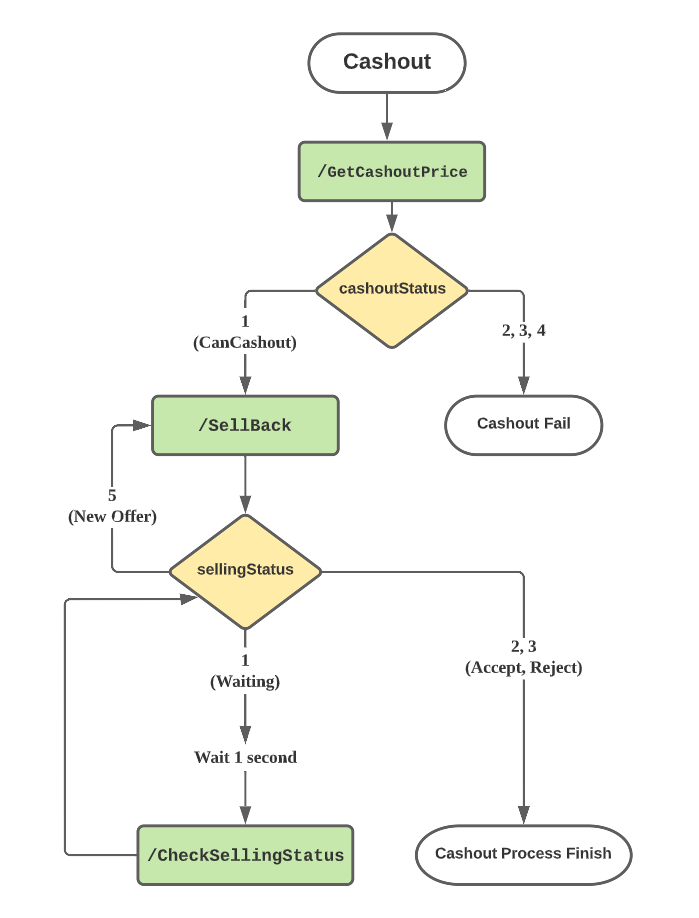 Cashout
/GetCashoutPrice
cashoutStatus
1
(CanCashout)
2, 3, 4
/SellBack
Cashout Fail
5
(New Offer)
sellingStatus
1
(Waiting)
2, 3
(Accept, Reject)
Wait 1 second
/CheckSellingStatus
Cashout Process Finish